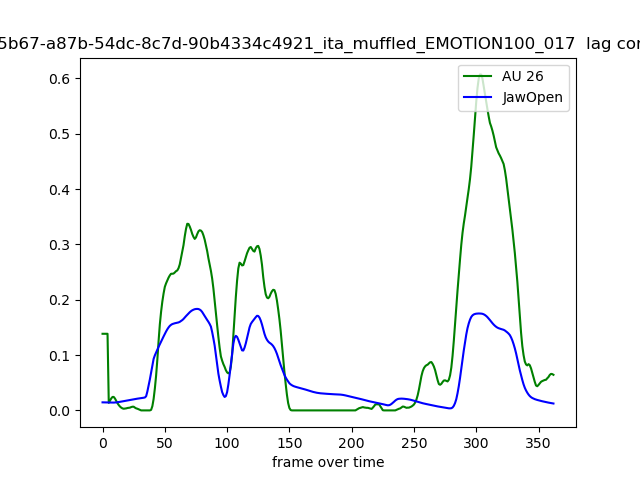 5b67-a87b-54dc-8c7d-90b4334c4921_ita_muffled_EMOTION100_017 lag cor
0.6
0.5
0.4
0.3
0.2
0.1
0.0
AU 26
JawOpen
0 50 100 150 200 250 300 350
frame over time